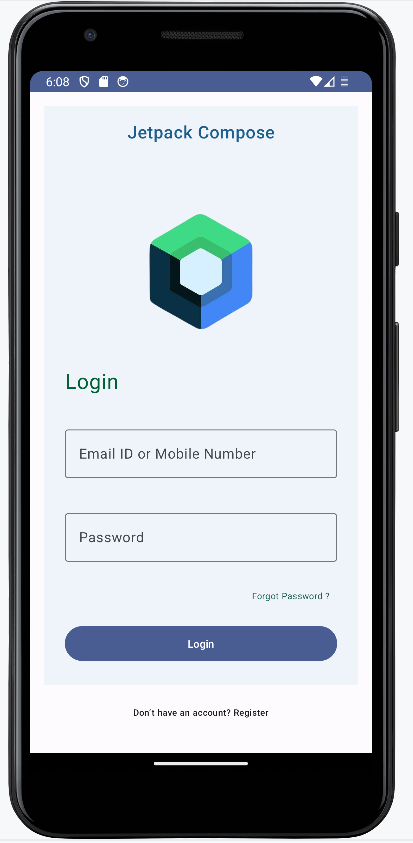 6:08
Jetpack Compose
Login
Email ID or Mobile Number
Password
Forgot Password ?
Login
Don't have an account? Register